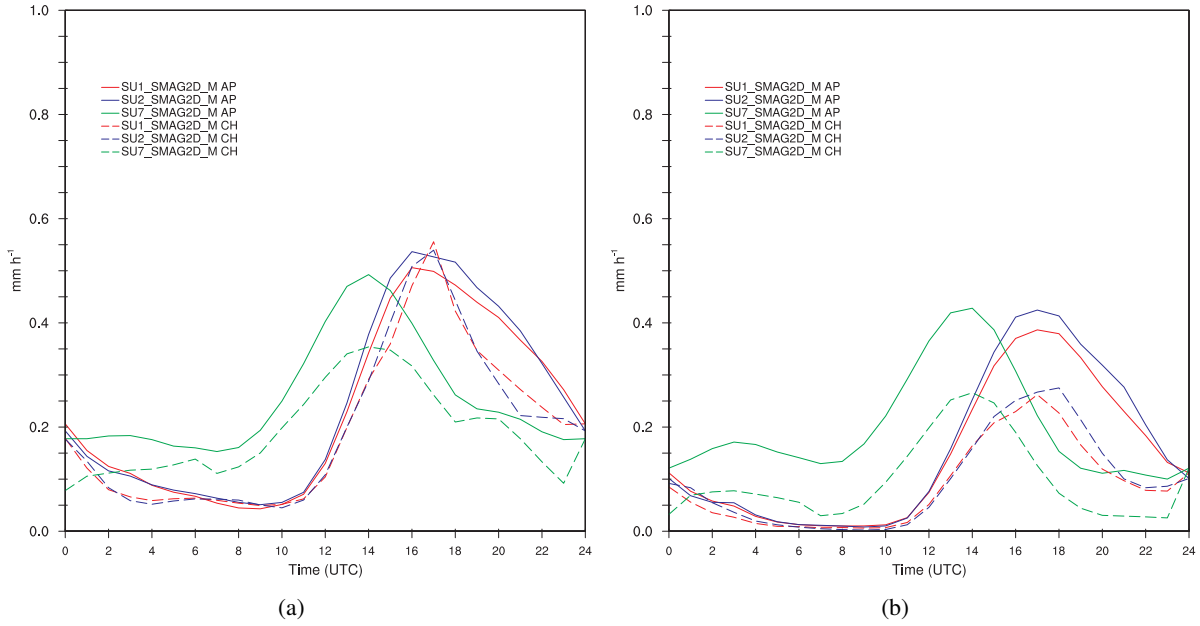 1.0
0.8
0.6
0.4
0.2
0.0
mm h-1
SU1_SMAG2D_M AP
SU2_SMAG2D_M AP
SU7_SMAG2D_M AP
SU1_SMAG2D_M CH
SU2_SMAG2D_M CH
SU7_SMAG2D_M CH
0 2 4 6 8 10 12 14 16 18 20 22 24
Time (UTC)
(a)
1.0
0.8
0.6
0.4
0.2
0.0
mm h-1
SU1_SMAG2D_M AP
SU2_SMAG2D_M AP
SU7_SMAG2D_M AP
SU1_SMAG2D_M CH
SU2_SMAG2D_M CH
SU7_SMAG2D_M CH
0 2 4 6 8 10 12 14 16 18 20 22 24
Time (UTC)
(b)